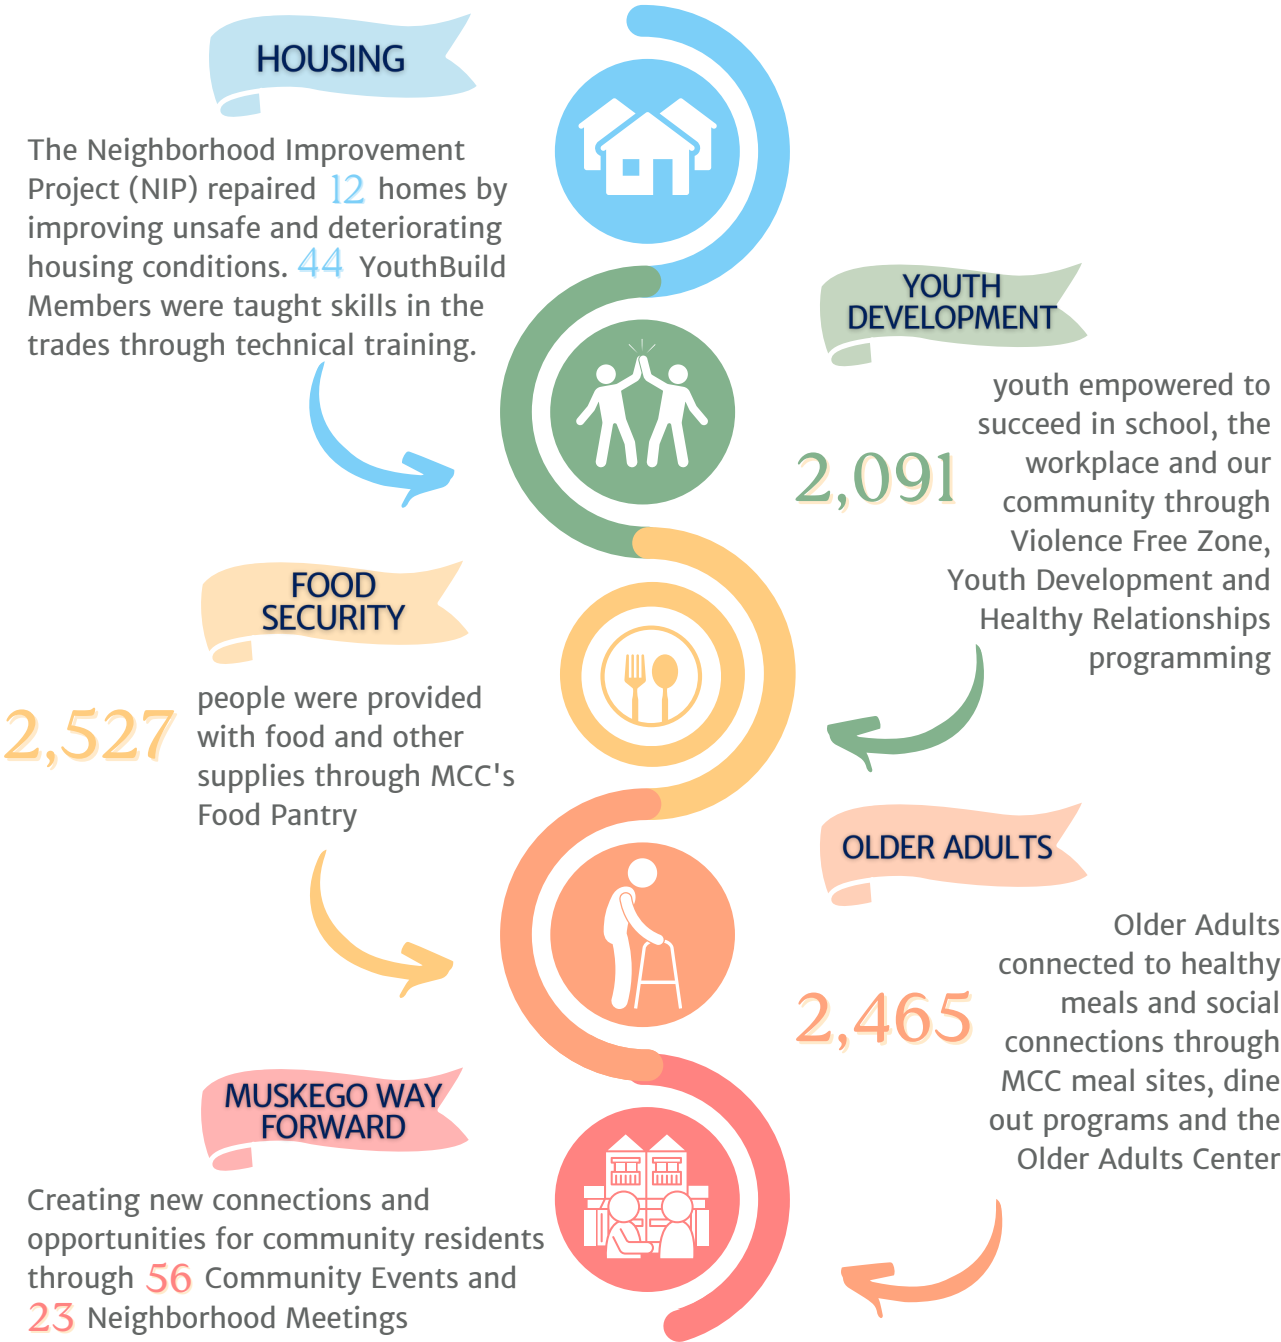 HOUSING
The Neighborhood Improvement
Project (NIP) repaired 12 homes by
improving unsafe and deteriorating
housing conditions. 44 YouthBuild
Members were taught skills in the
trades through technical training.
YOUTH
DEVELOPMENT
2,091
youth empowered to
succeed in school, the
workplace and our
community through
Violence Free Zone,
Youth Development and
Healthy Relationships
programming
FOOD
SECURITY
2,527
people were provided
with food and other
supplies through MCC's
Food Pantry
OLDER ADULTS
2,465
Older Adults
connected to healthy
meals and social
connections through
MCC meal sites, dine
out programs and the
Older Adults Center
MUSKEGO WAY
FORWARD
Creating new connections and
opportunities for community residents
through 56 Community Events and
23 Neighborhood Meetings